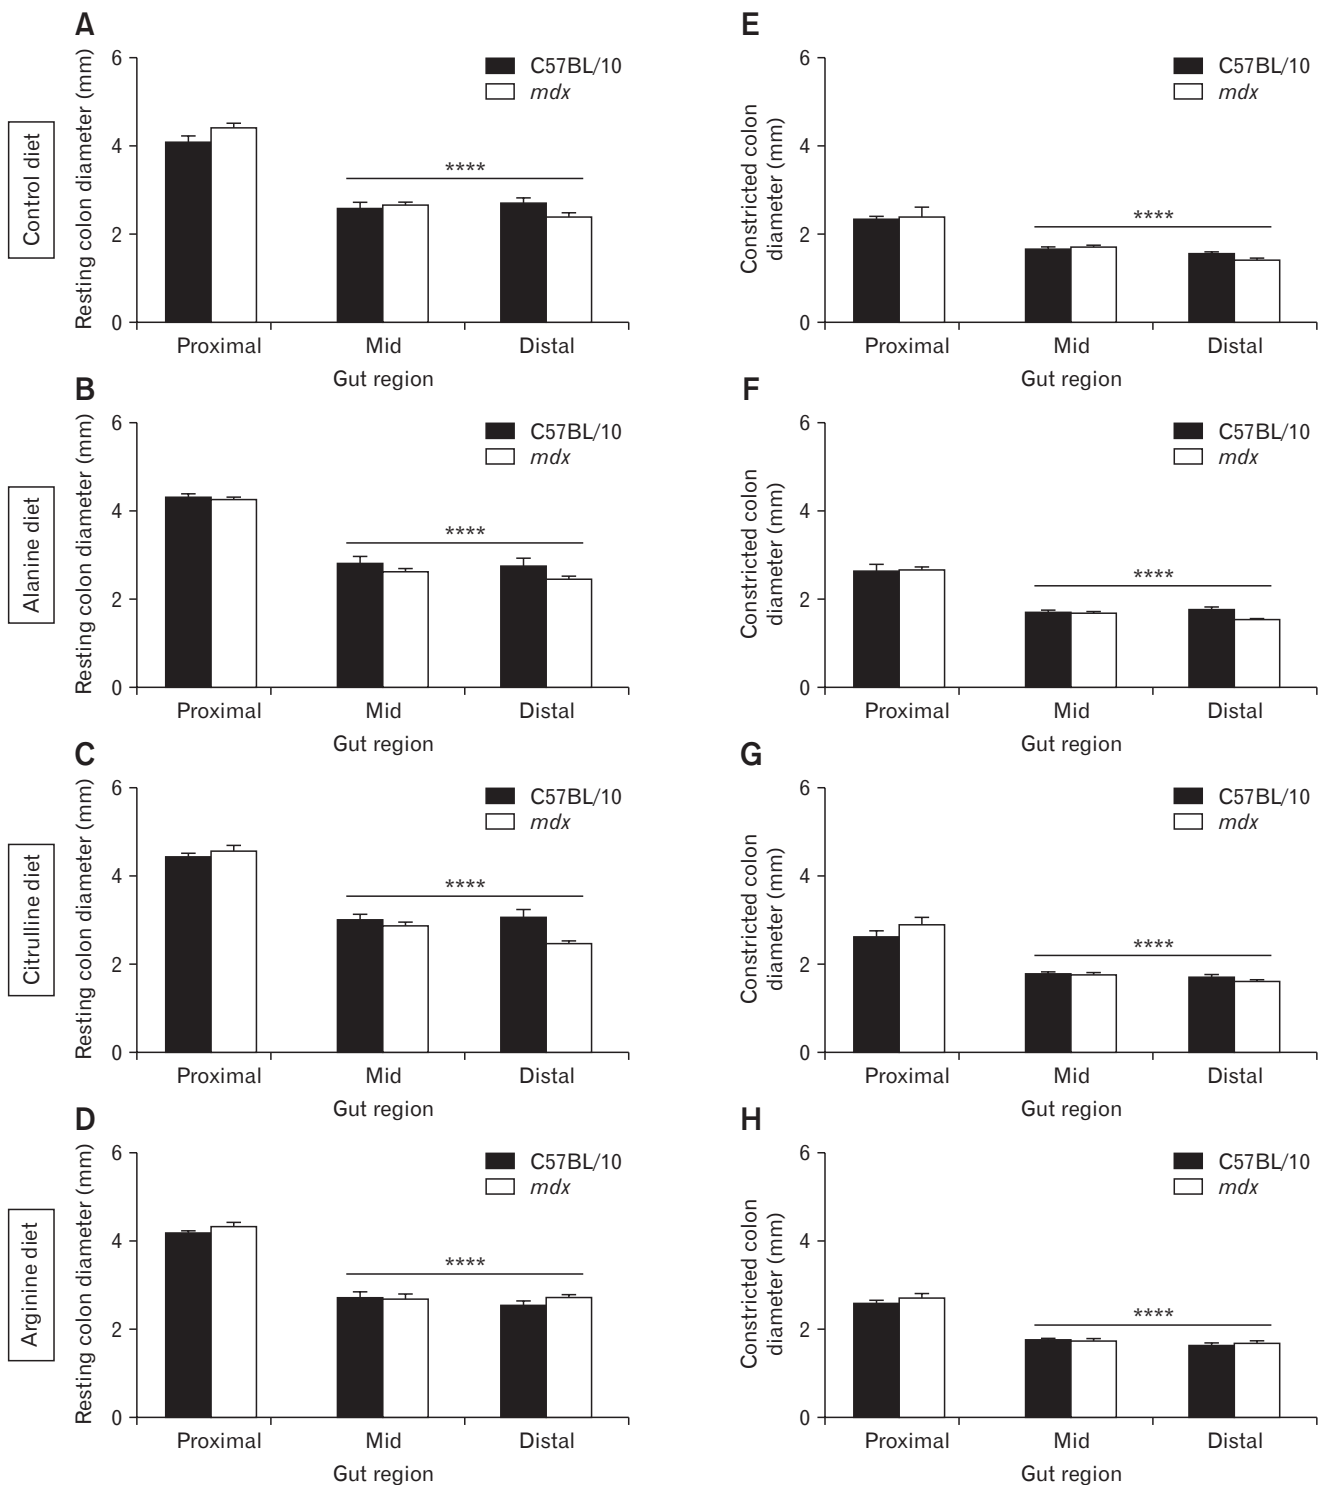 A
Control diet
Resting colon diameter (mm)
6
4
2
0
C57BL/10
mdx
****
Proximal
Mid
Distal
Gut region
E
Constricted colon
diameter (mm)
6
4
2
0
C57BL/10
mdx
****
Proximal
Mid
Distal
Gut region
B
Alanine diet
Resting colon diameter (mm)
6
4
2
0
C57BL/10
mdx
****
Proximal
Mid
Distal
Gut region
F
Constricted colon
diameter (mm)
6
4
2
0
C57BL/10
mdx
****
Proximal
Mid
Distal
Gut region
C
Citrulline diet
Resting colon diameter (mm)
6
4
2
0
C57BL/10
mdx
****
Proximal
Mid
Distal
Gut region
G
Constricted colon
diameter (mm)
6
4
2
0
C57BL/10
mdx
****
Proximal
Mid
Distal
Gut region
D
Arginine diet
Resting colon diameter (mm)
6
4
2
0
C57BL/10
mdx
****
Proximal
Mid
Distal
Gut region
H
Constricted colon
diameter (mm)
6
4
2
0
C57BL/10
mdx
****
Proximal
Mid
Distal
Gut region